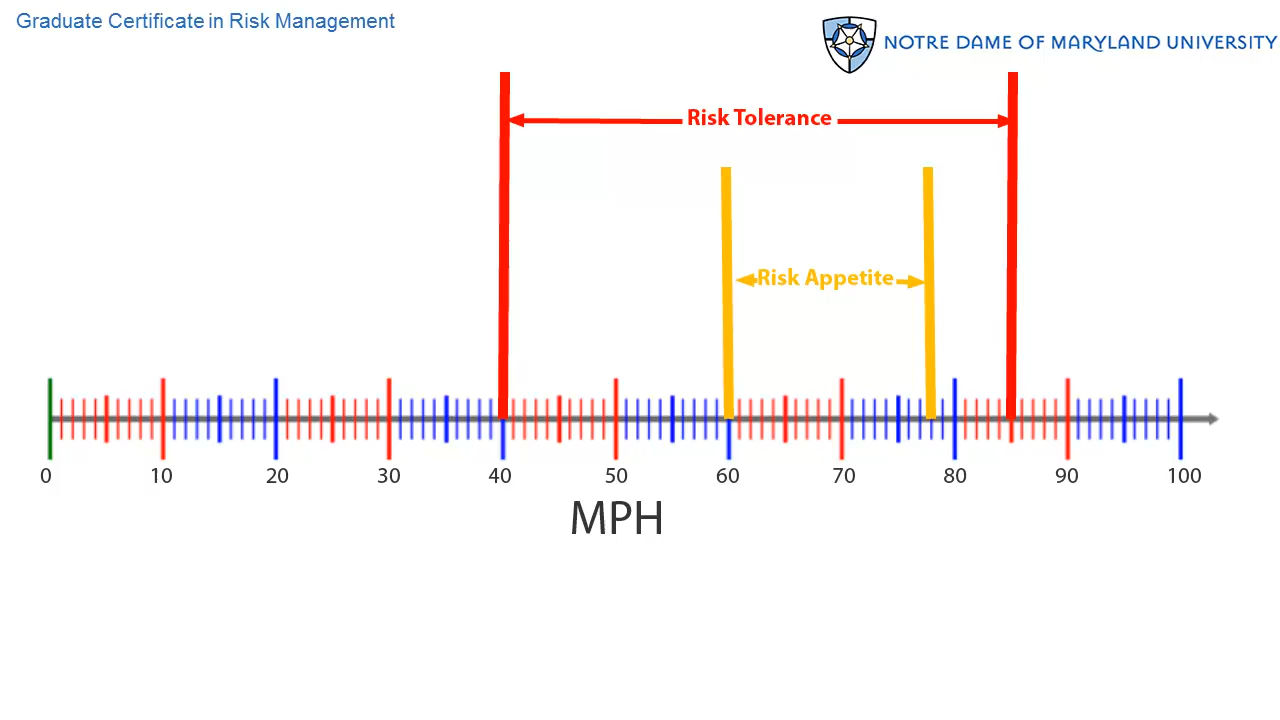 Graduate Certificate in Risk Management
NOTRE DAME OF MARYLAND UNIVERSITY
Risk Tolerance
Risk Appetite
0 10 20 30 40 50 60 70 80 90 100
MPH